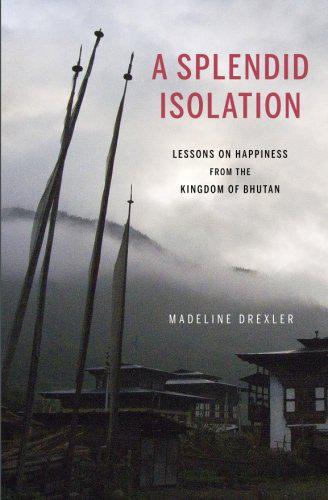 A SPLENDID
ISOLATION
LESSONS ON HAPPINESS
FROM THE
KINGDOM OF BHUTAN
MADELINE DREXLER